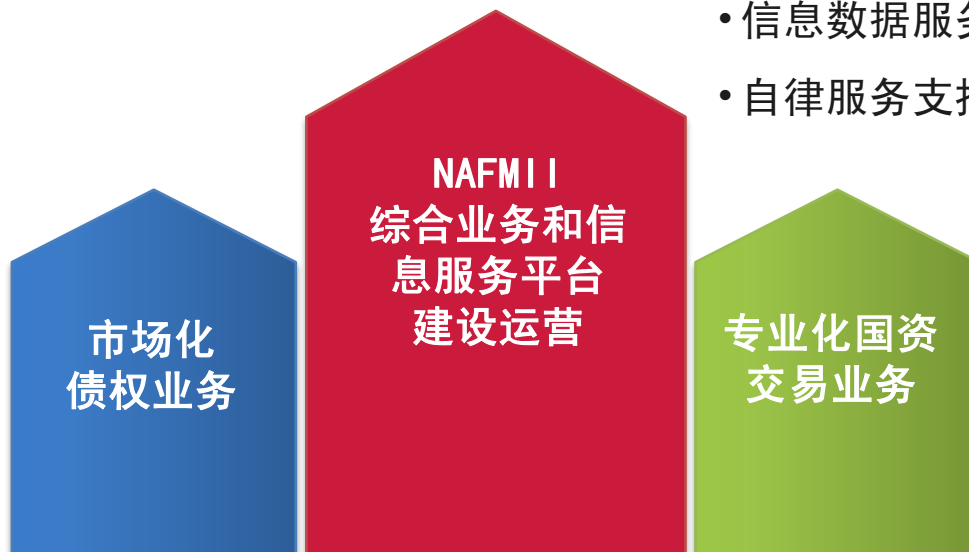 •信息数据服务
•自律服务支持
NAFMII
综合业务和信
息服务平台
建设运营
市场化
债权业务
专业化国资
交易业务